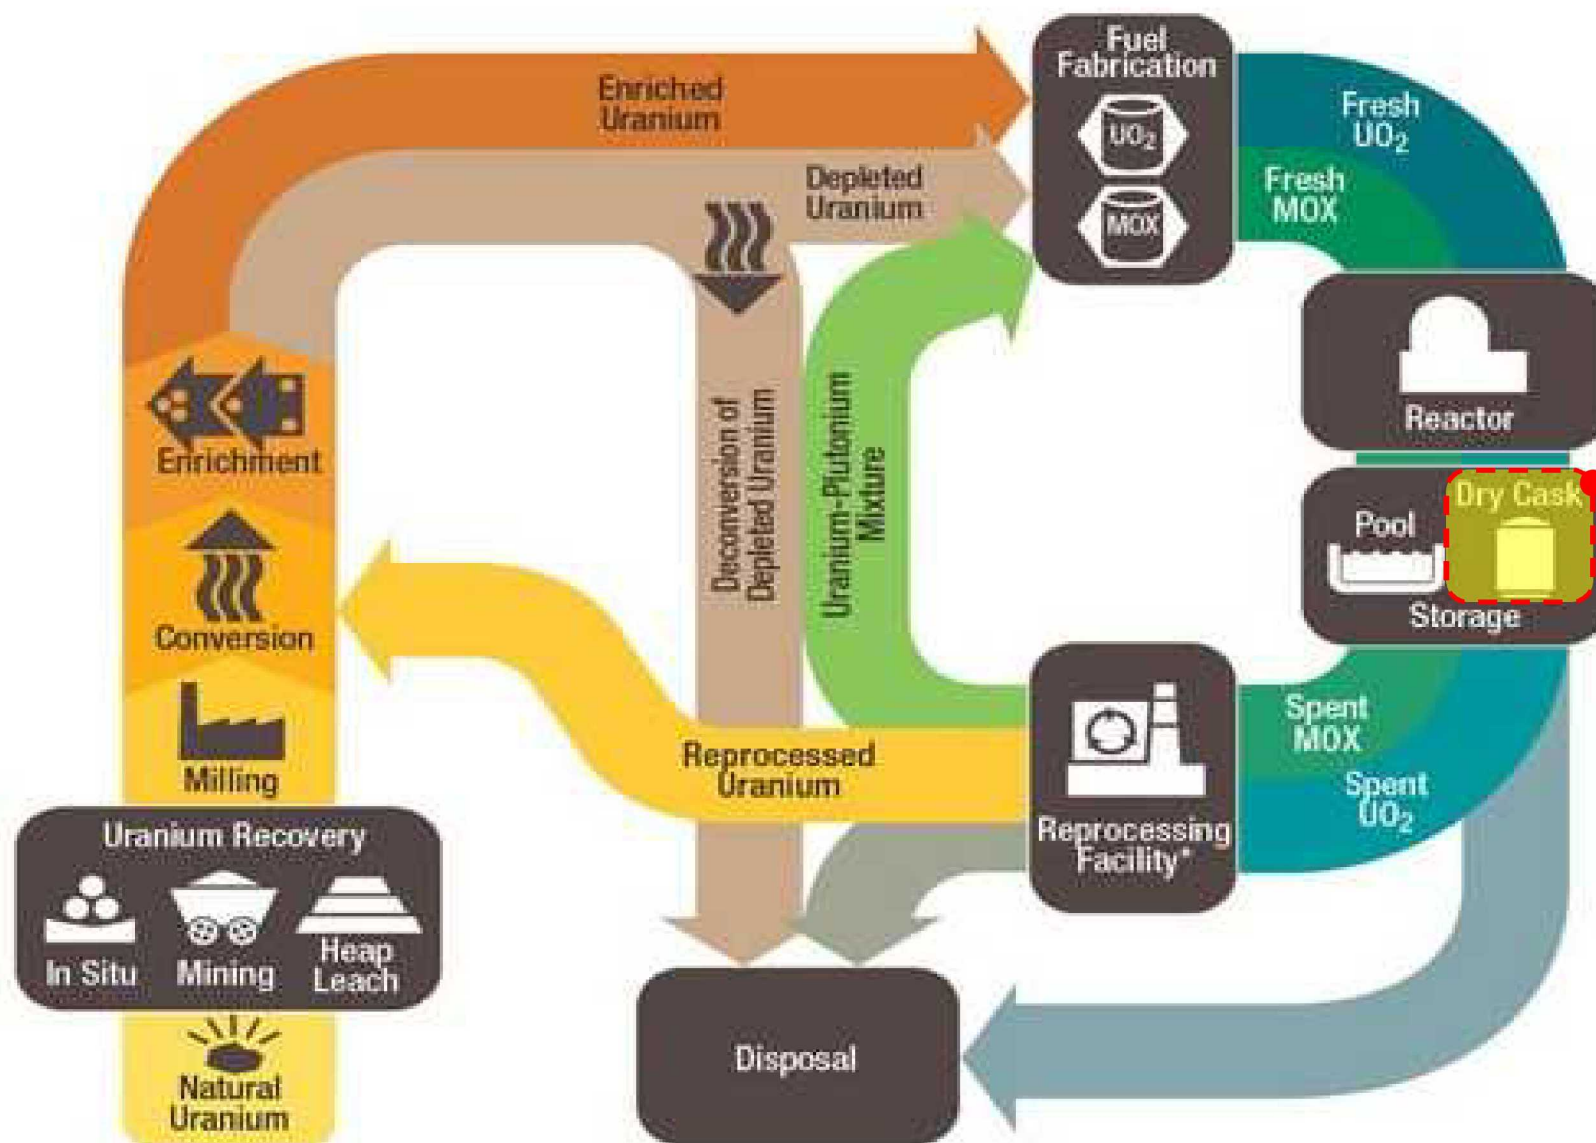 Enriched
Uranium
Depleted
Uranium
Fuel
Fabrication
UO₂
MOX
Fresh
UO₂
Fresh
MOX
Reactor
Dry Cask
Pool
Storage
Enrichment
Conversion
Milling
Deconversion of
Depleted Uranium
Uranium-Plutonium
Mixture
Reprocessed
Uranium
Reprocessing
Facility*
Spent
MOX
Spent
UO₂
Uranium Recovery
In Situ
Mining
Heap
Leach
Natural
Uranium
Disposal